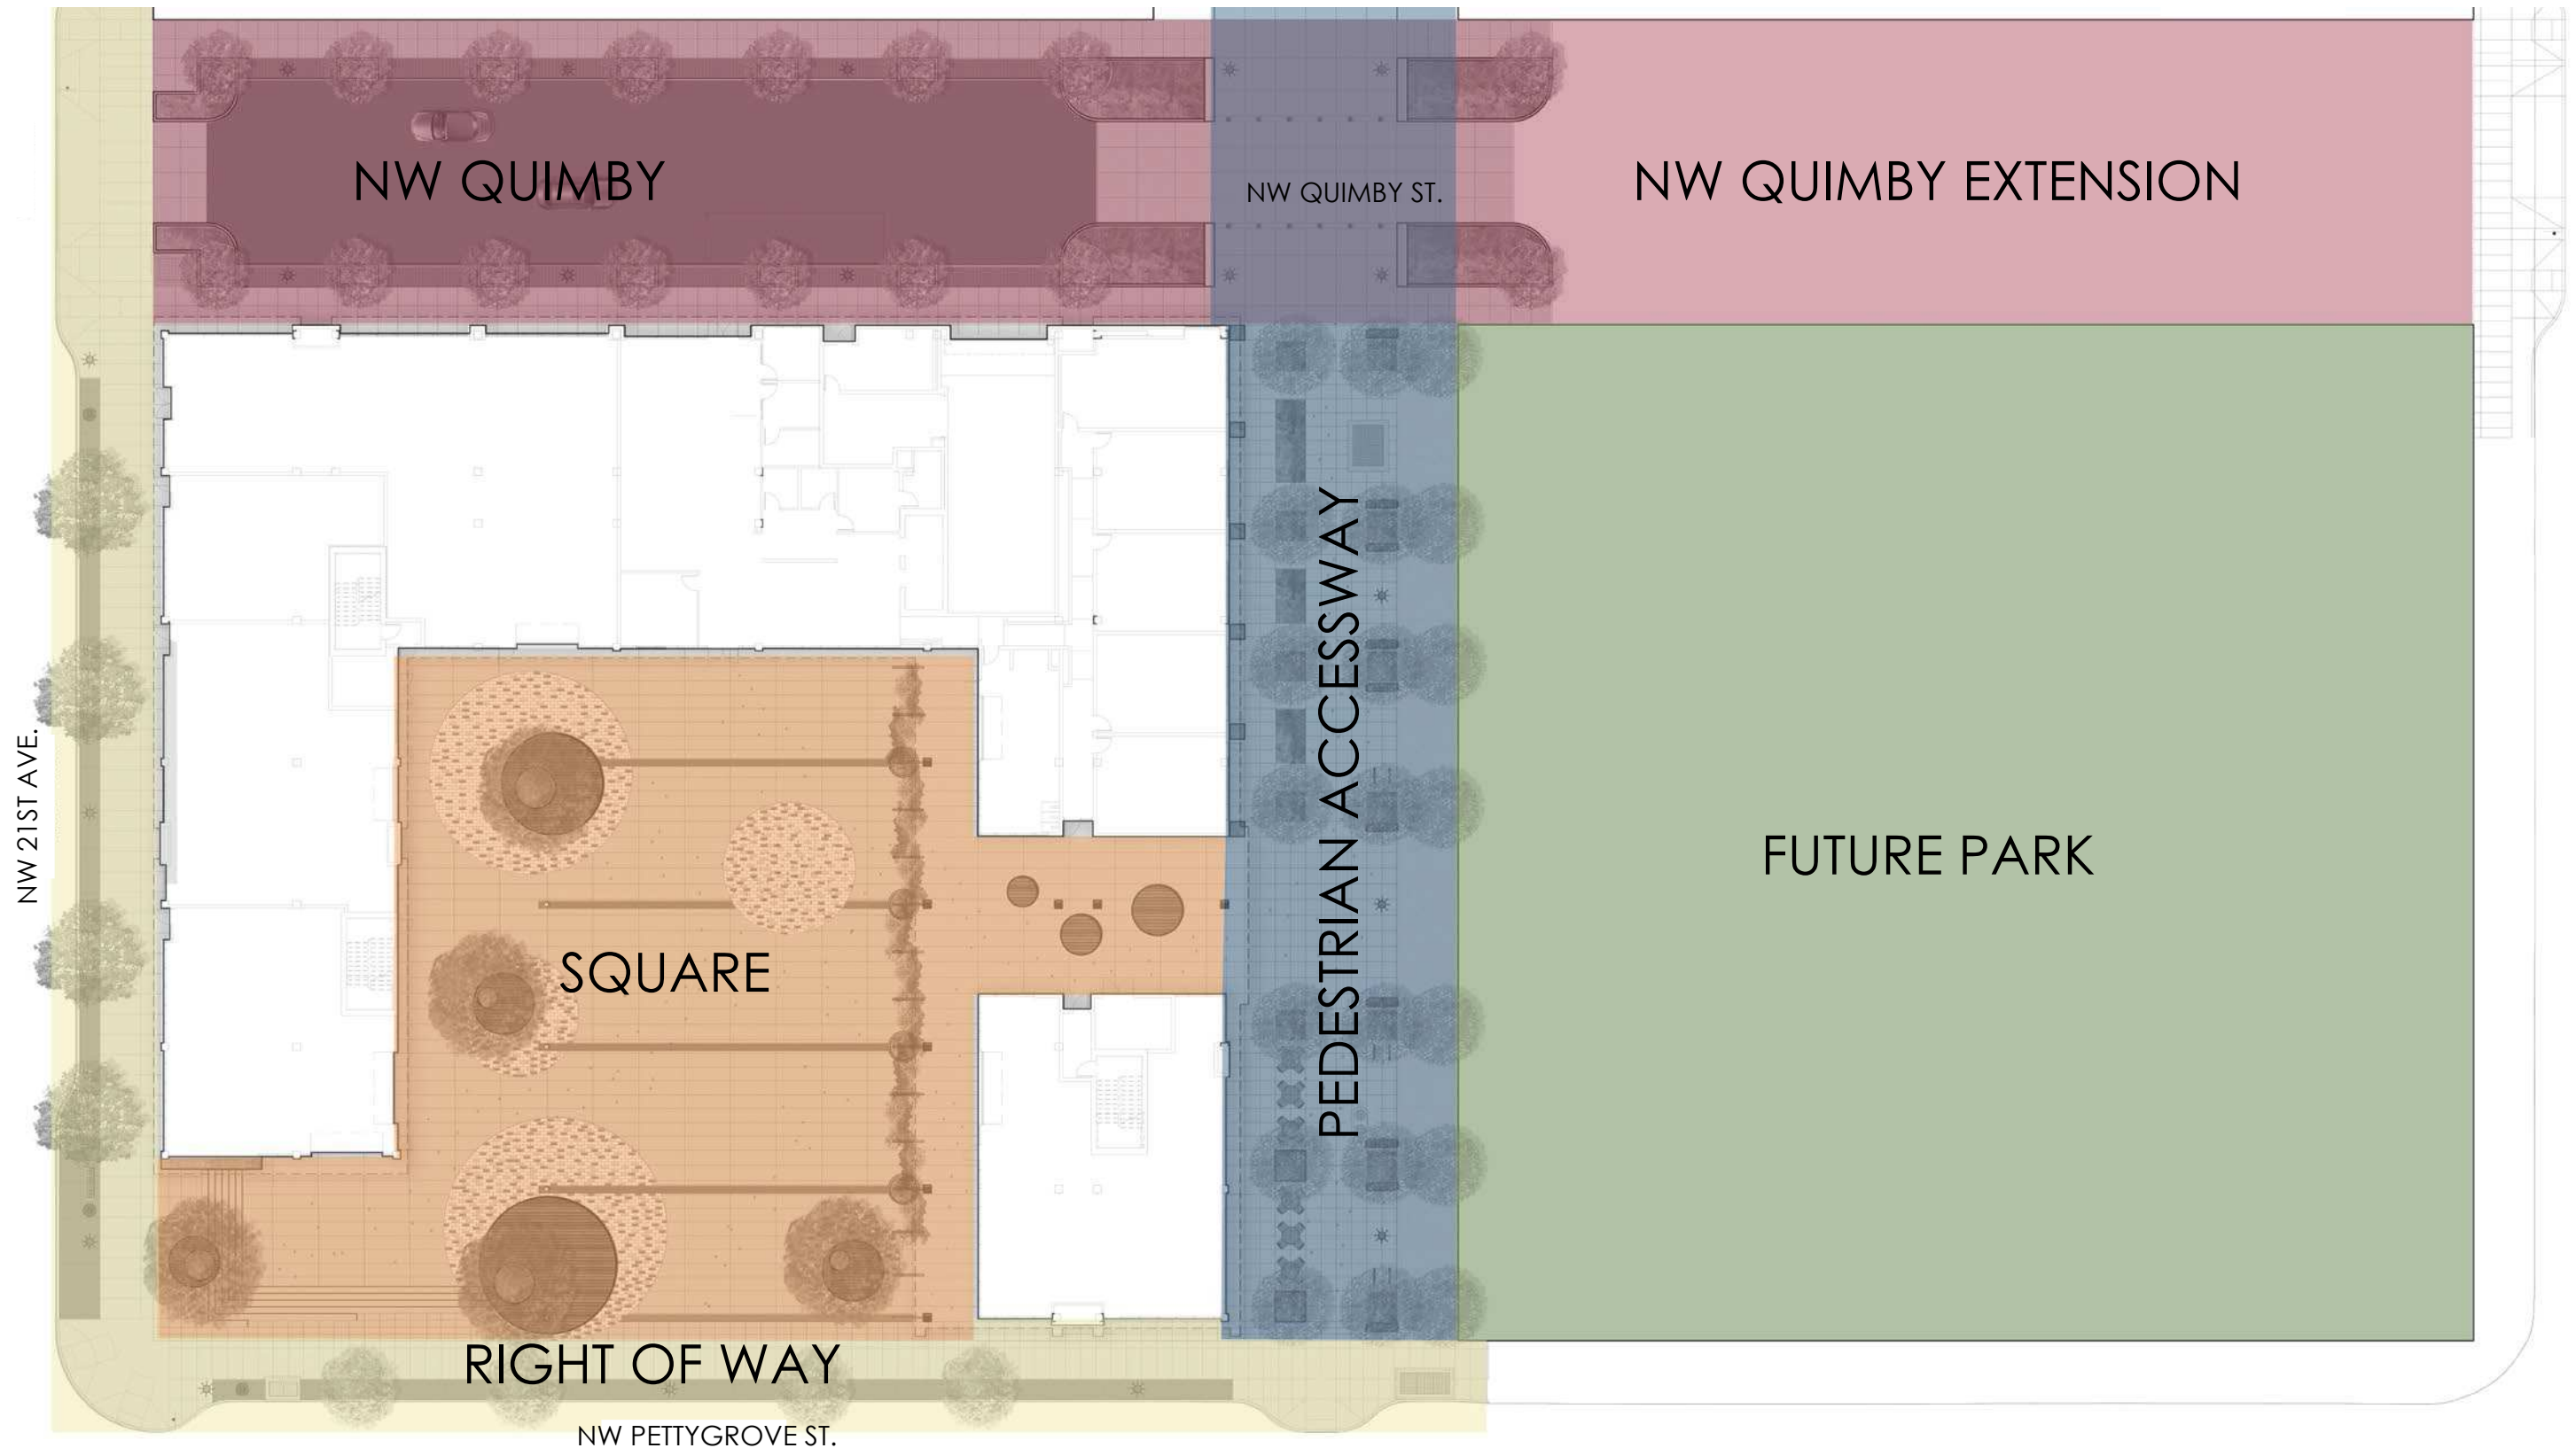 NW QUIMBY
NW QUIMBY ST.
NW QUIMBY EXTENSION
PEDESTRIAN ACCESSWAY
NW 21ST AVE.
FUTURE PARK
SQUARE
RIGHT OF WAY
NW PETTYGROVE ST.